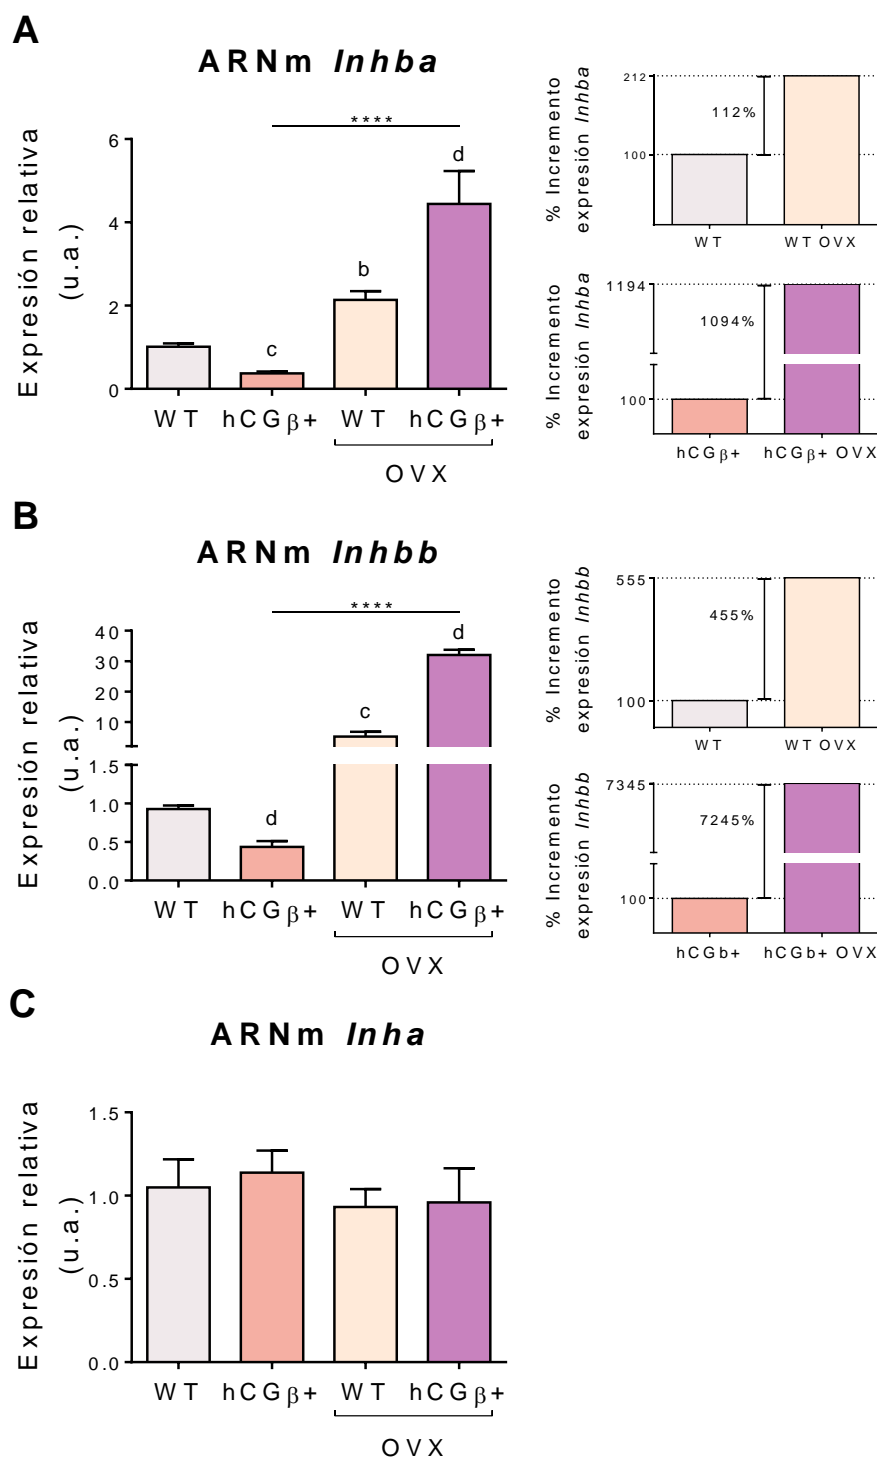 A
ARNm Inhba
Expresión relativa
(u.a.)
6
4
2
0
****
c
b
d
WT
hCGβ+
WT
hCGβ+
OVX
% Incremento
expresión Inhba
212
100
112%
WT
WT OVX
% Incremento
expresión Inhba
1194
100
1094%
hCGβ+
hCGβ+ OVX
B
ARNm Inhbb
Expresión relativa
(u.a.)
40
30
20
10
1.5
1.0
0.5
0.0
****
d
c
d
WT
hCGβ+
WT
hCGβ+
OVX
% Incremento
expresión Inhbb
555
100
455%
WT
WT OVX
% Incremento
expresión Inhbb
7345
100
7245%
hCGb+
hCGb+ OVX
C
ARNm Inha
Expresión relativa
(u.a.)
1.5
1.0
0.5
0.0
WT
hCGβ+
WT
hCGβ+
OVX